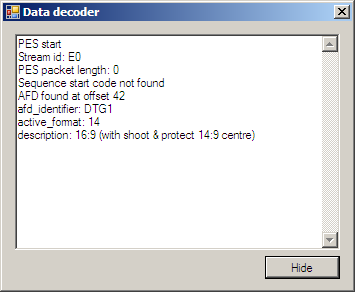 Data decoder
PES start
Stream id: E0
PES packet length: 0
Sequence start code not found
AFD found at offset 42
afd_identifier: DTG1
active_format: 14
description: 16:9 (with shoot & protect 14:9 centre)
Hide